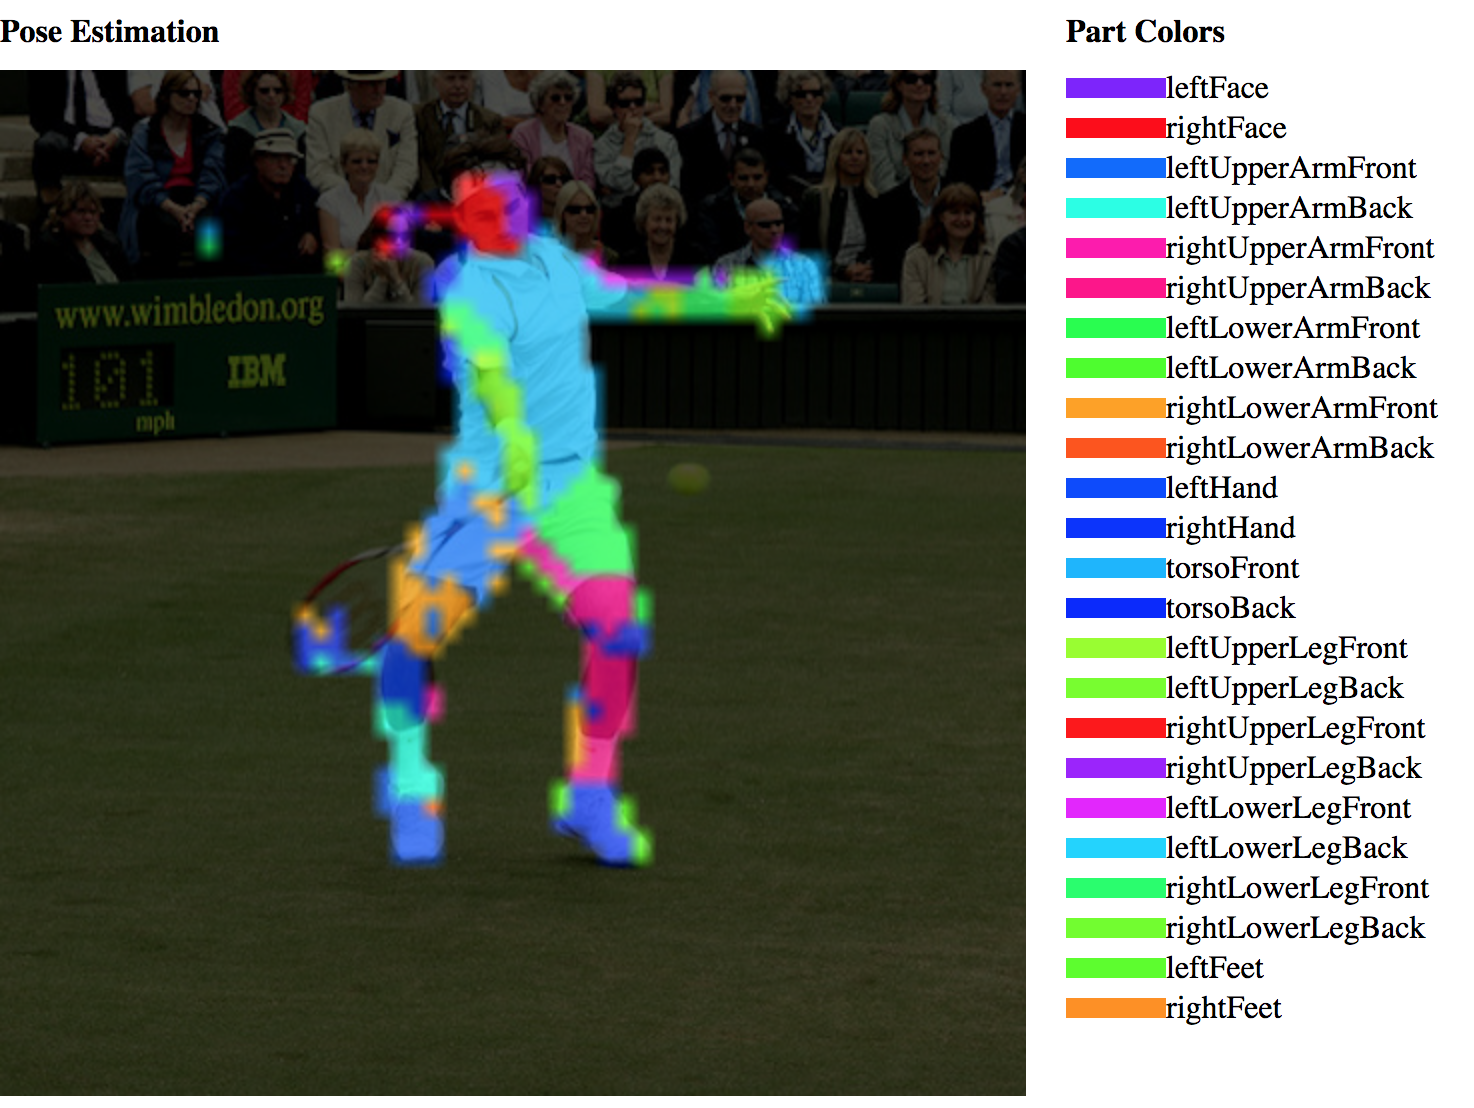 Pose Estimation
www.wimbledon.org
101
IBM
mph
Part Colors
leftFace
rightFace
leftUpperArmFront
leftUpperArmBack
rightUpperArmFront
rightUpperArmBack
leftLowerArmFront
leftLowerArmBack
rightLowerArmFront
rightLowerArmBack
leftHand
rightHand
torsoFront
torsoBack
leftUpperLegFront
leftUpperLegBack
rightUpperLegFront
rightUpperLegBack
leftLowerLegFront
leftLowerLegBack
rightLowerLegFront
rightLowerLegBack
leftFeet
rightFeet